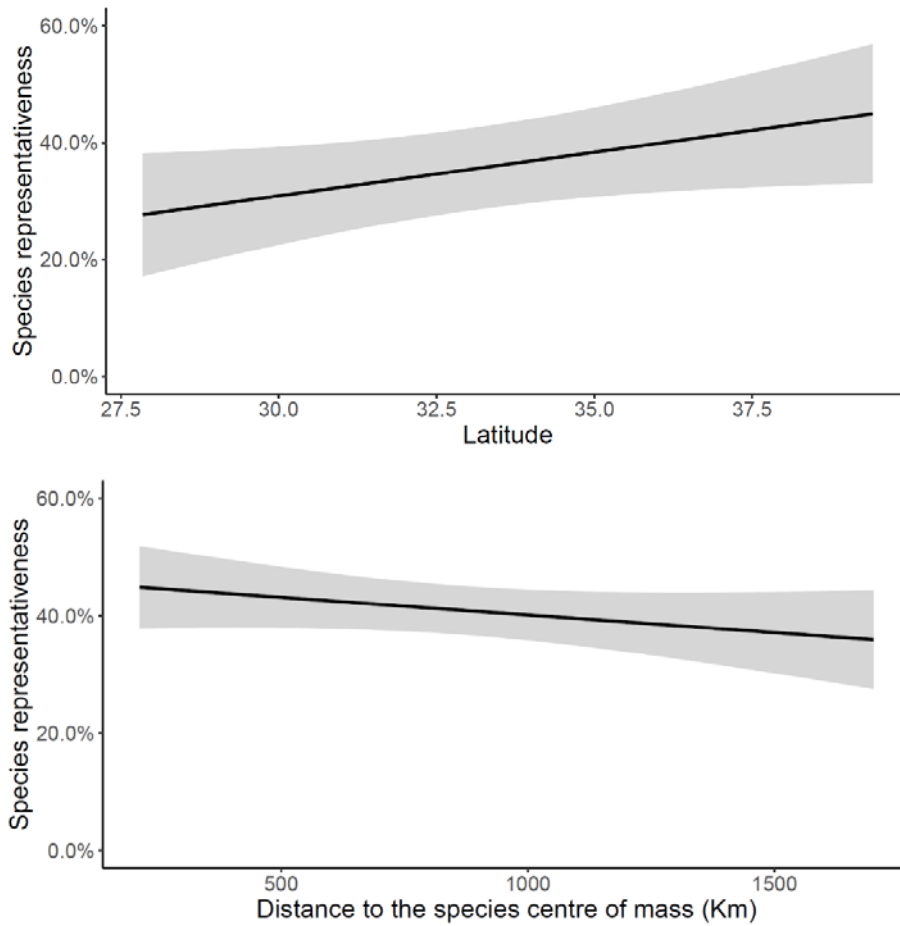 Species representativeness
60.0%
40.0%
20.0%
0.0%
27.5 30.0 32.5 35.0 37.5
Latitude
Species representativeness
60.0%
40.0%
20.0%
0.0%
500 1000 1500
Distance to the species centre of mass (Km)